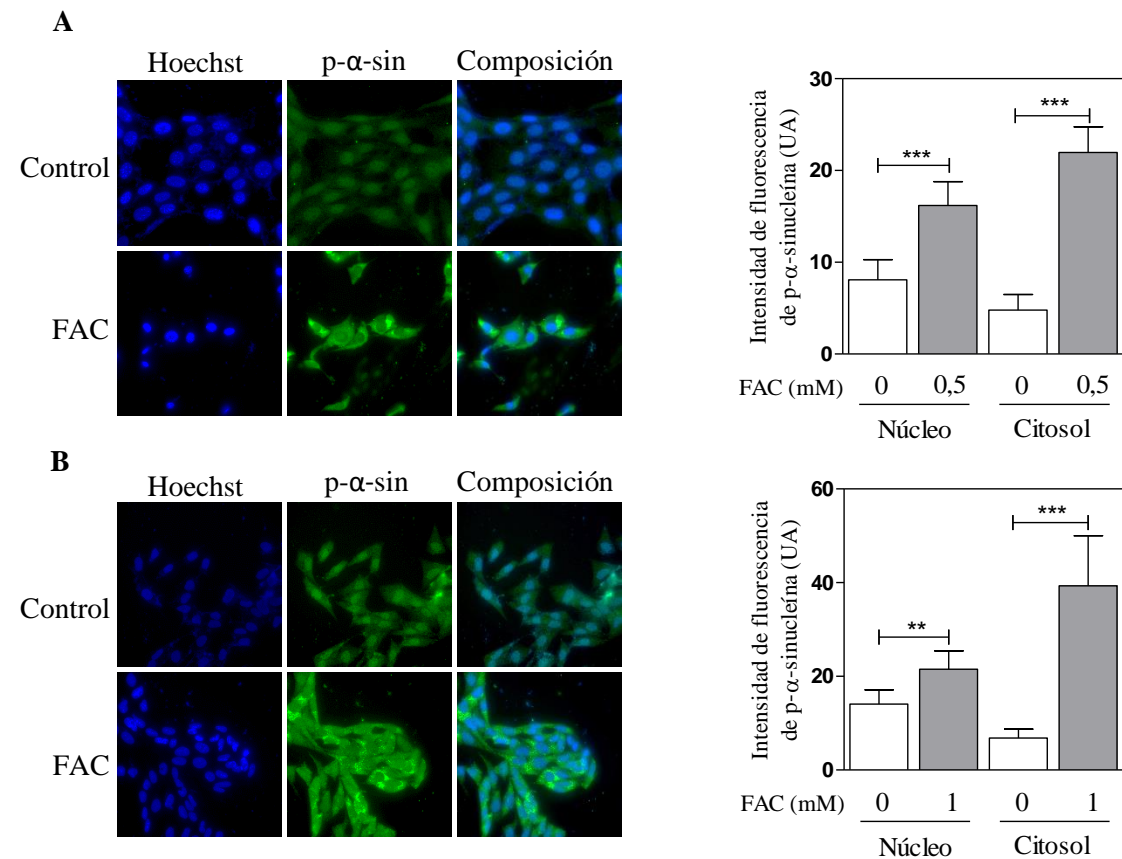 A
Hoechst p-α-sin Composición
Control
FAC
Intensidad de fluorescencia
de p-α-sinucleína (UA)
30
20
10
0
***
***
FAC (mM) 0 0,5 0 0,5
Núcleo Citosol
B
Hoechst p-α-sin Composición
Control
FAC
Intensidad de fluorescencia
de p-α-sinucleína (UA)
60
40
20
0
**
***
FAC (mM) 0 1 0 1
Núcleo Citosol